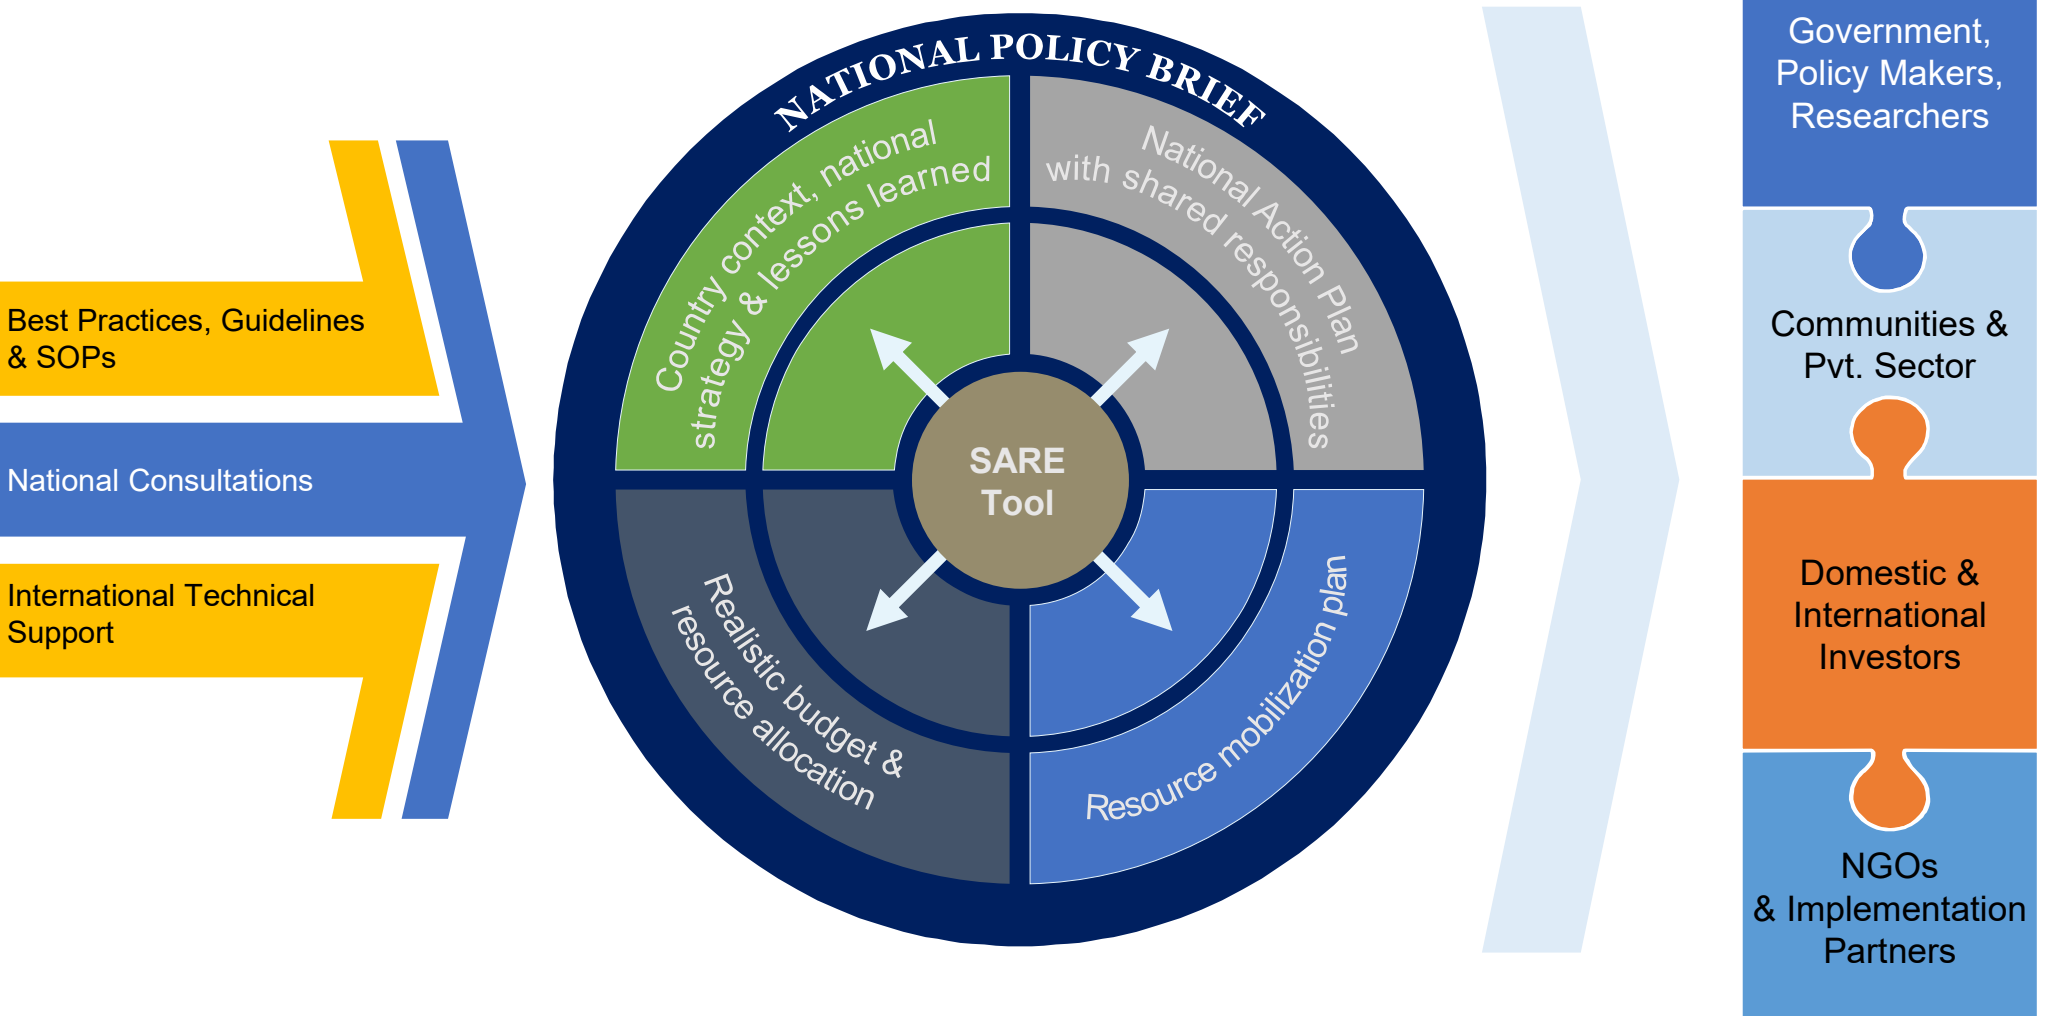 Best Practices, Guidelines
& SOPs
National Consultations
International Technical
Support
NATIONAL POLICY BRIEF
Country context, national
strategy & lessons learned
National Action Plan
with shared responsibilities
SARE
Tool
Realistic budget &
resource allocation
Resource mobilization plan
Government,
Policy Makers,
Researchers
Communities &
Pvt. Sector
Domestic &
International
Investors
NGOs
& Implementation
Partners